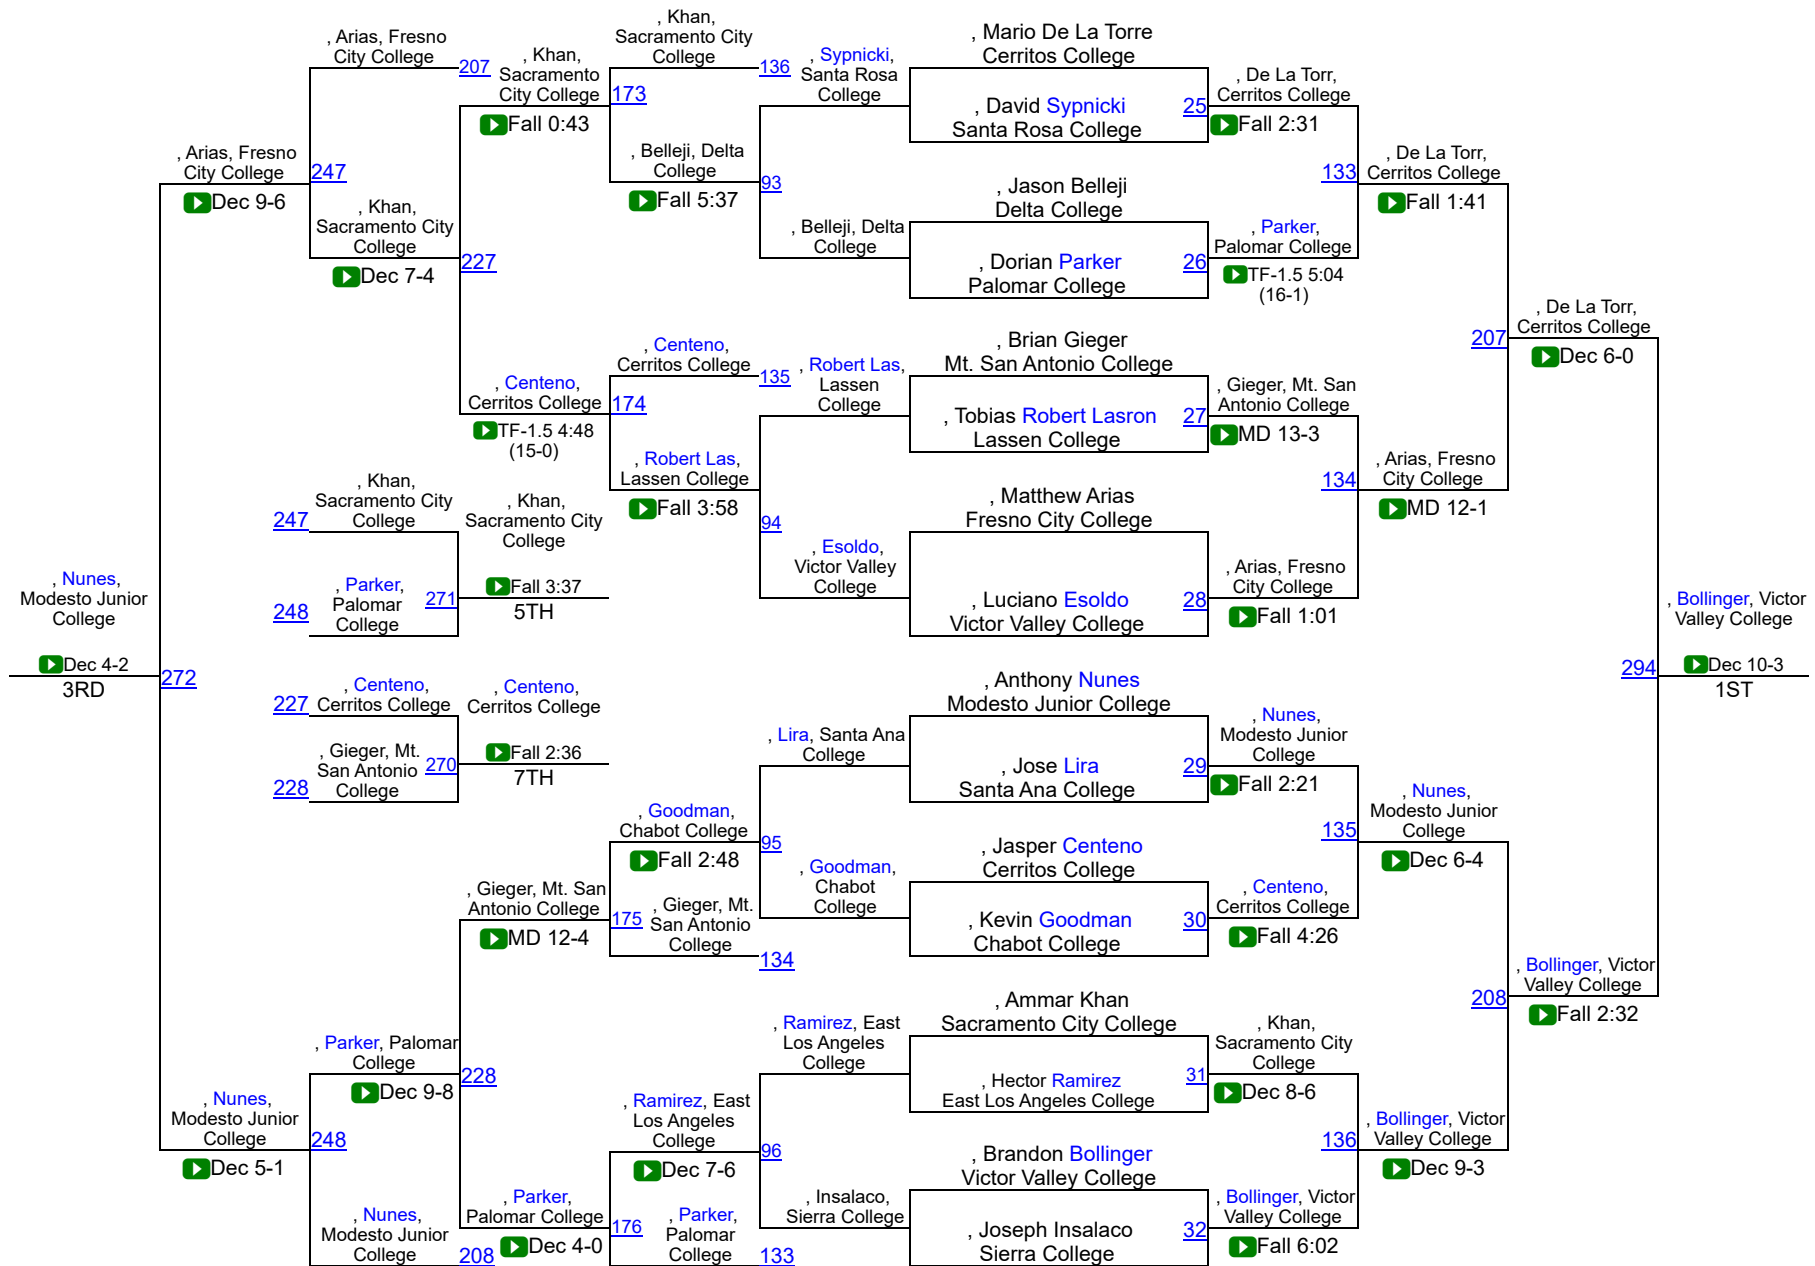 , Arias, Fresno
City College
207
, Khan,
Sacramento
City College
Fall 0:43
, Khan,
Sacramento City
College
136
173
, Sypnicki,
Santa Rosa
College
, Mario De La Torre
Cerritos College
, David Sypnicki
Santa Rosa College
25
, De La Torr,
Cerritos College
Fall 2:31
, Arias, Fresno
City College
Dec 9-6
247
, Khan,
Sacramento City
College
Dec 7-4
227
, Belleji, Delta
College
Fall 5:37
93
, Belleji, Delta
College
, Jason Belleji
Delta College
, Dorian Parker
Palomar College
26
, Parker,
Palomar College
TF-1.5 5:04
(16-1)
133
, De La Torr,
Cerritos College
Fall 1:41
, Centeno,
Cerritos College
135
, Centeno,
Cerritos College
TF-1.5 4:48
(15-0)
174
, Robert Las,
Lassen
College
, Brian Gieger
Mt. San Antonio College
, Tobias Robert Lasron
Lassen College
27
, Gieger, Mt. San
Antonio College
MD 13-3
207
, De La Torr,
Cerritos College
Dec 6-0
, Robert Las,
Lassen College
Fall 3:58
94
, Esoldo,
Victor Valley
College
, Matthew Arias
Fresno City College
, Luciano Esoldo
Victor Valley College
28
, Arias, Fresno
City College
Fall 1:01
134
, Arias, Fresno
City College
MD 12-1
, Khan,
Sacramento City
College
247
, Khan,
Sacramento City
College
Fall 3:37
5TH
, Parker,
Palomar
College
248
271
, Nunes,
Modesto Junior
College
Dec 4-2
3RD
272
, Centeno,
Cerritos College
227
, Centeno,
Cerritos College
Fall 2:36
7TH
, Gieger, Mt.
San Antonio
College
228
270
294
, Bollinger, Victor
Valley College
Dec 10-3
1ST
, Lira, Santa Ana
College
, Anthony Nunes
Modesto Junior College
, Jose Lira
Santa Ana College
29
, Nunes,
Modesto Junior
College
Fall 2:21
, Goodman,
Chabot College
Fall 2:48
95
, Goodman,
Chabot
College
, Jasper Centeno
Cerritos College
, Kevin Goodman
Chabot College
30
, Centeno,
Cerritos College
Fall 4:26
135
, Nunes,
Modesto Junior
College
Dec 6-4
, Gieger, Mt. San
Antonio College
MD 12-4
175
, Gieger, Mt.
San Antonio
College
134
208
, Bollinger, Victor
Valley College
Fall 2:32
, Parker, Palomar
College
Dec 9-8
228
, Ramirez, East
Los Angeles
College
, Ammar Khan
Sacramento City College
, Hector Ramirez
East Los Angeles College
31
, Khan,
Sacramento City
College
Dec 8-6
, Nunes,
Modesto Junior
College
Dec 5-1
248
, Ramirez, East
Los Angeles
College
Dec 7-6
96
, Insalaco,
Sierra College
, Brandon Bollinger
Victor Valley College
, Joseph Insalaco
Sierra College
32
, Bollinger, Victor
Valley College
Fall 6:02
136
, Bollinger, Victor
Valley College
Dec 9-3
, Nunes,
Modesto Junior
College
208
, Parker,
Palomar College
Dec 4-0
176
, Parker,
Palomar
College
133